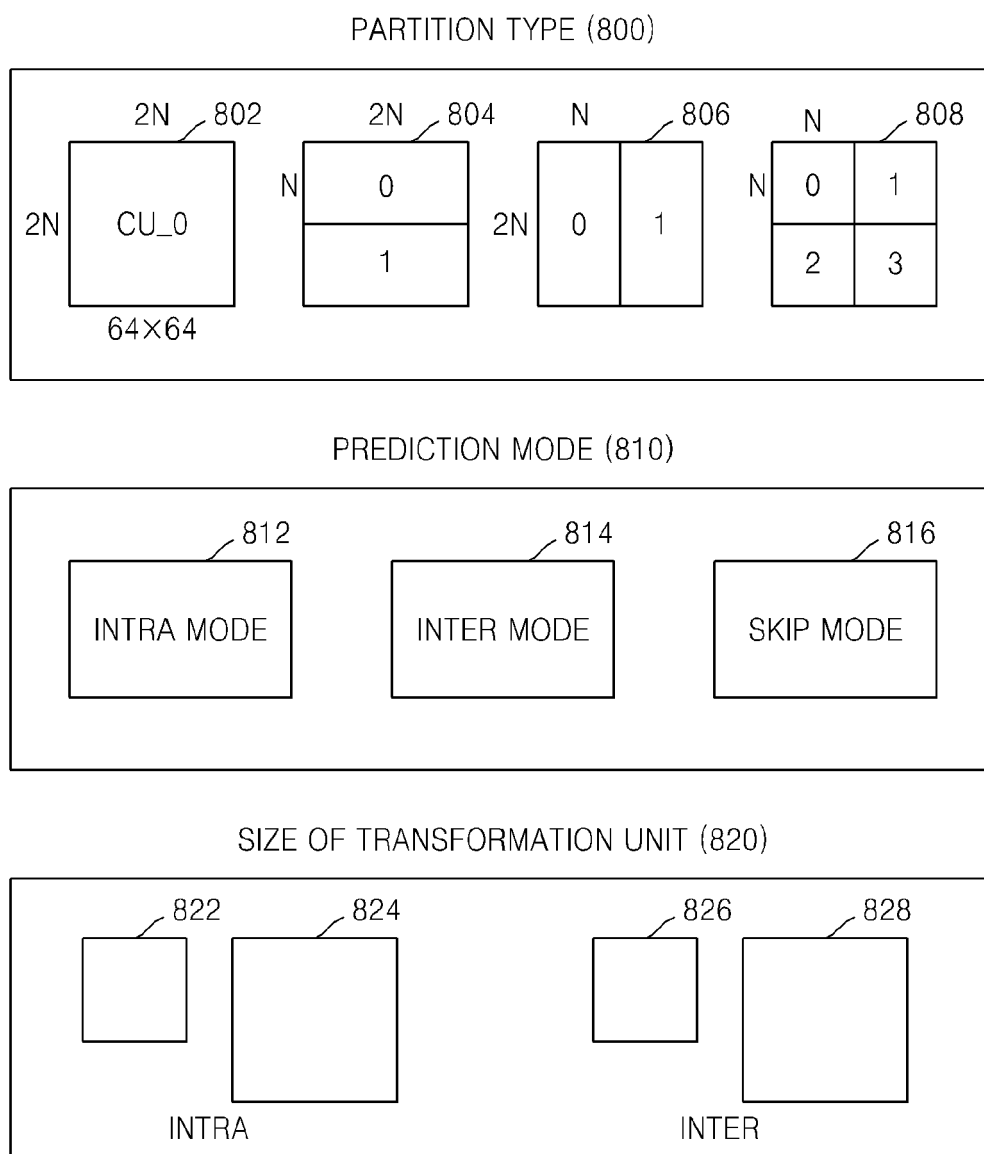 PARTITION TYPE (800)
2N 802 2N 804 N 806 N 808
2N CU_0 N 0 1 2N 0 1 N 0 1 2 3
64×64
PREDICTION MODE (810)
812 814 816
INTRA MODE INTER MODE SKIP MODE
SIZE OF TRANSFORMATION UNIT (820)
822 824 826 828
INTRA INTER